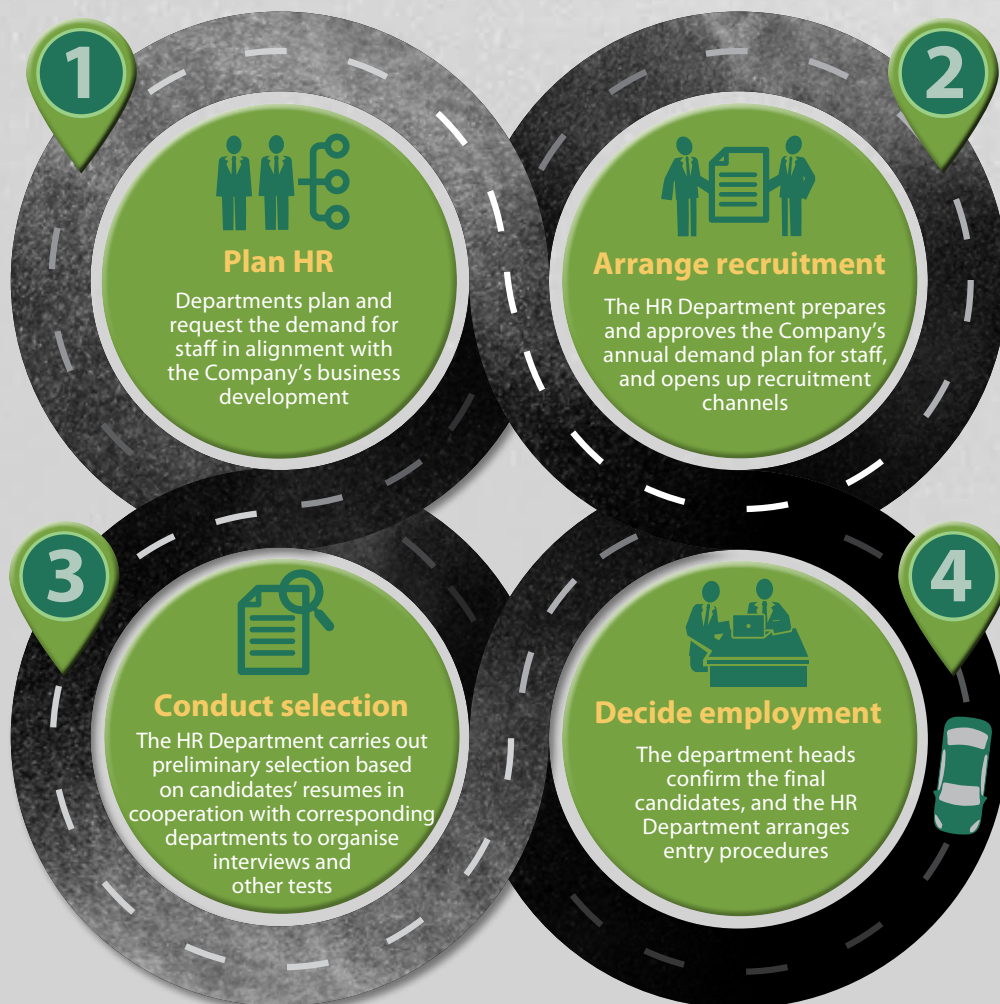 1
Plan HR
Departments plan and
request the demand for
staff in alignment with
the Company's business
development
2
Arrange recruitment
The HR Department prepares
and approves the Company's
annual demand plan for staff,
and opens up recruitment
channels
3
Conduct selection
The HR Department carries out
preliminary selection based
on candidates' resumes in
cooperation with corresponding
departments to organise
interviews and
other tests
4
Decide employment
The department heads
confirm the final
candidates, and the HR
Department arranges
entry procedures